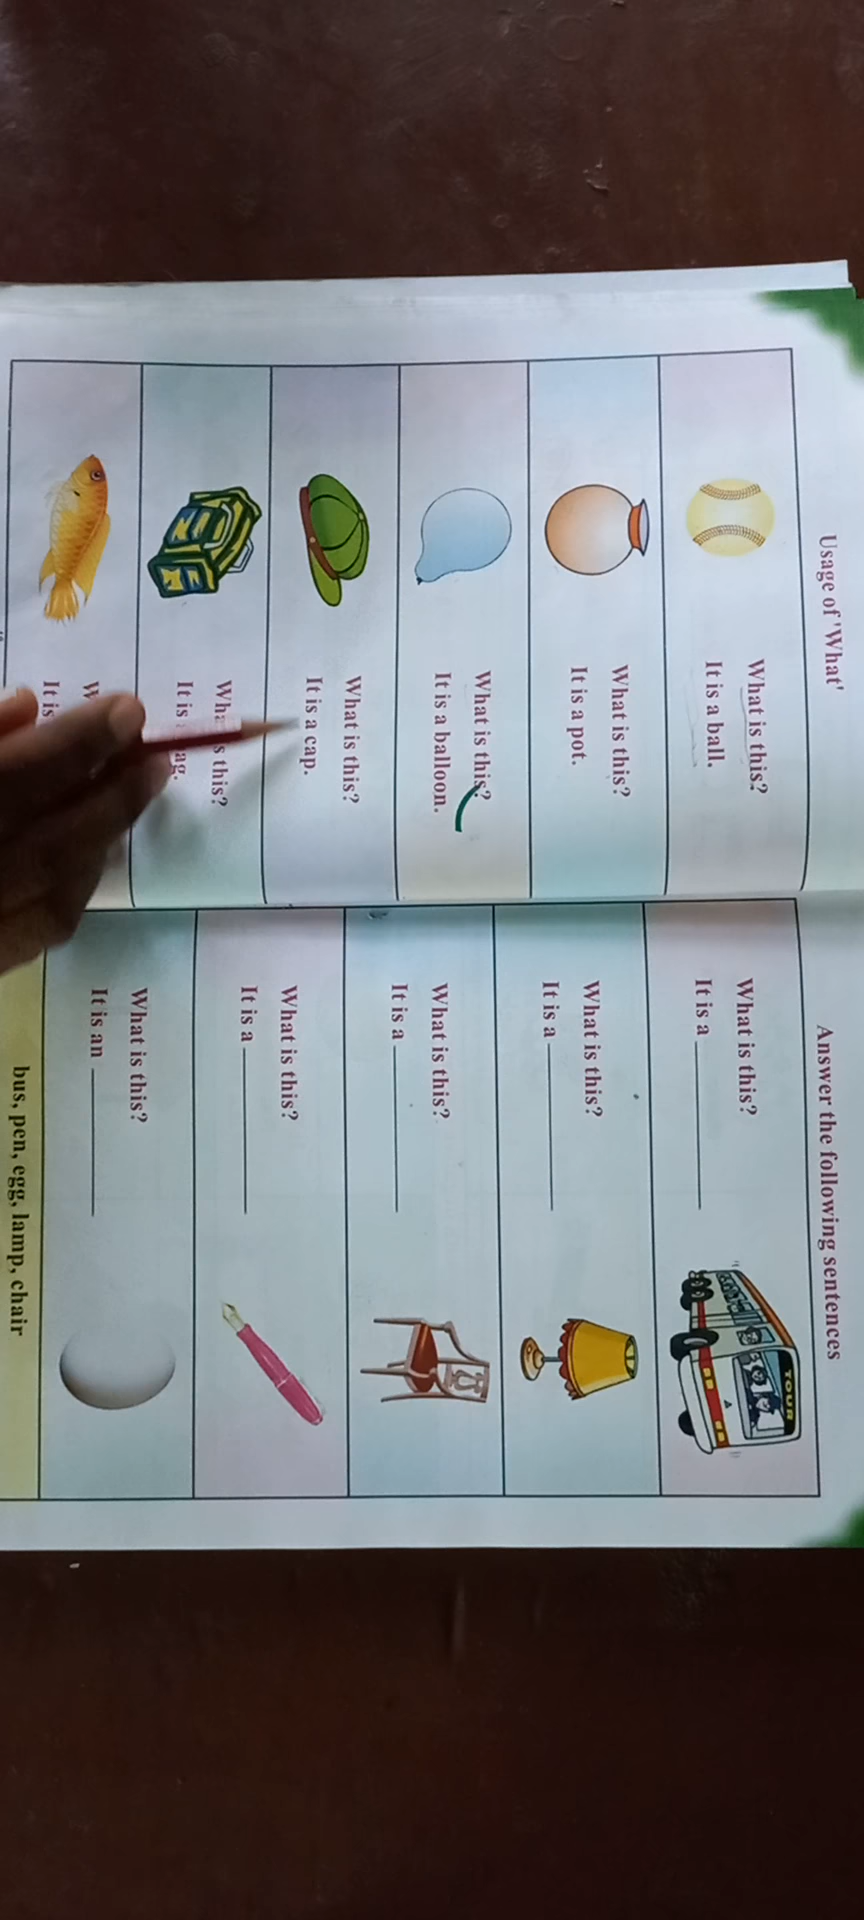 Usage of 'What'
What is this?
It is a ball.
What is this?
It is a pot.
What is this?
It is a balloon.
What is this?
It is a cap.
s this?
It is
It is
Answer the following sentences
What is this?
It is a
TOUR
What is this?
It is a
What is this?
It is a
What is this?
It is a
What is this?
It is an
bus, pen, egg, lamp, chair